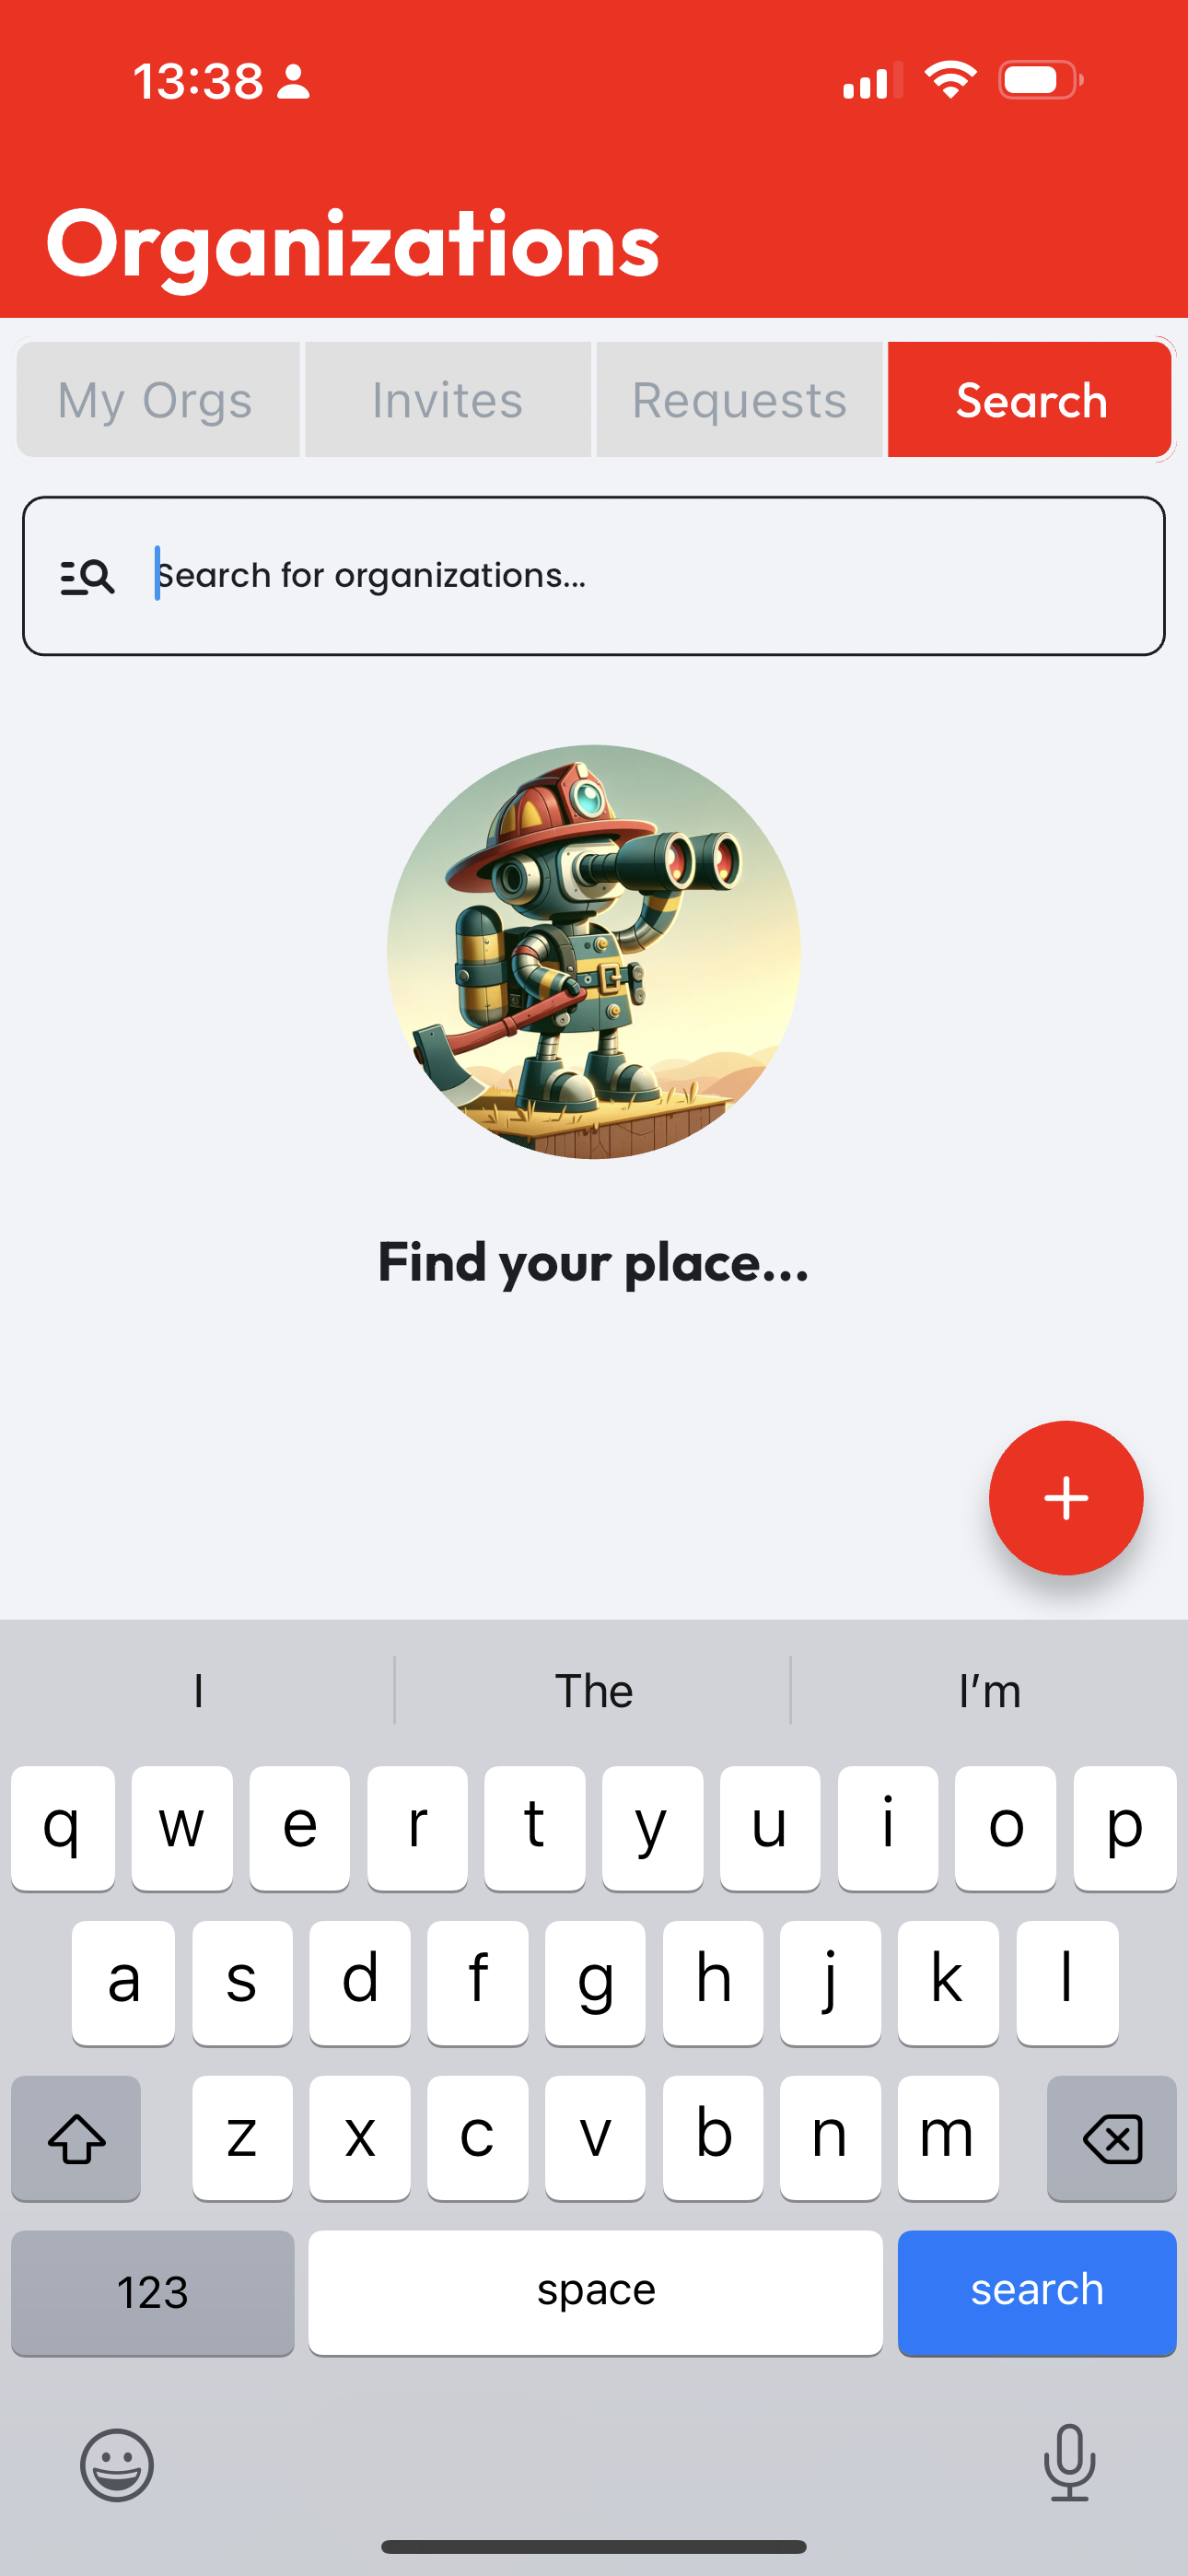 13:38
Organizations
My Orgs Invites Requests Search
Search for organizations...
Find your place...
I The I'm
q w e r t y u i o p
a s d f g h j k l
z x c v b n m
123 space search